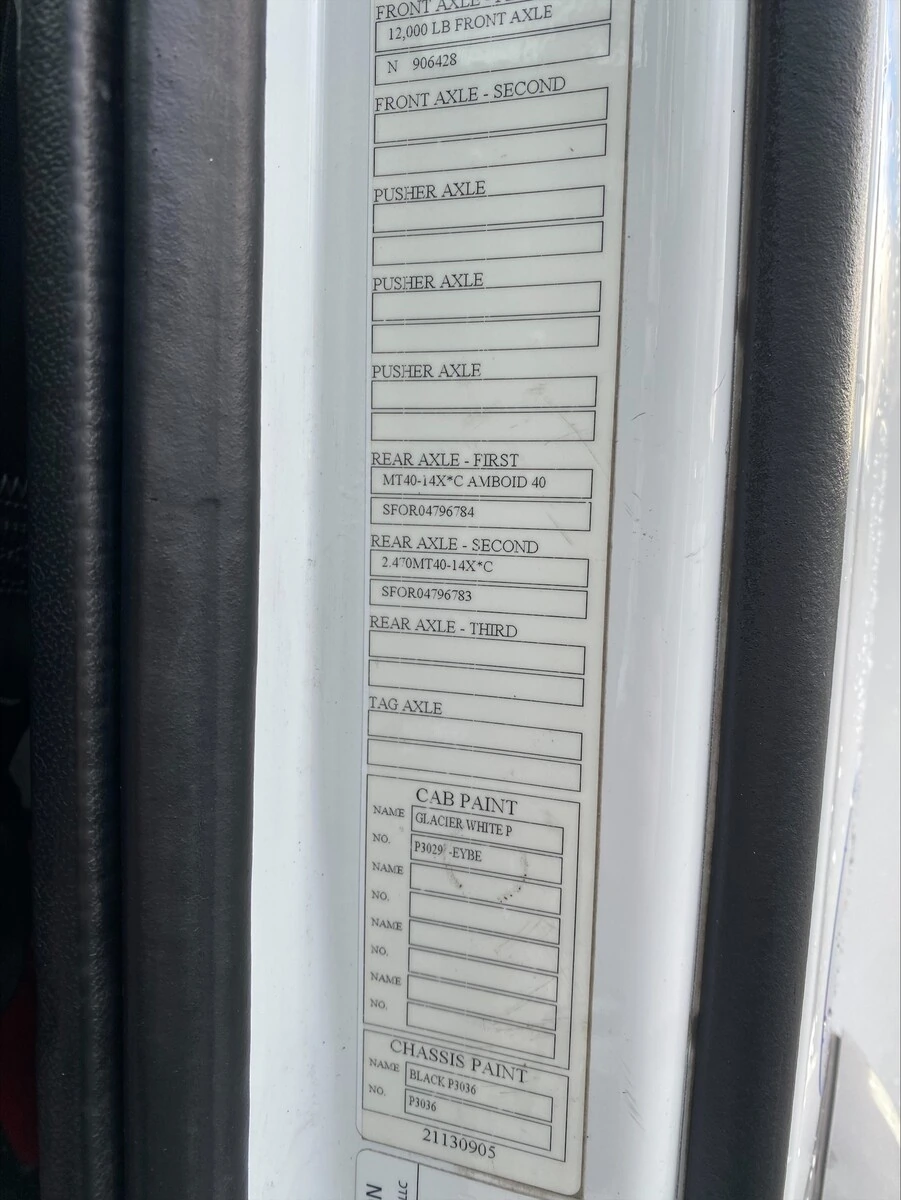 FRONT AXLE -
12,000 LB FRONT AXLE
N 906428
FRONT AXLE - SECOND
PUSHER AXLE
PUSHER AXLE
PUSHER AXLE
REAR AXLE - FIRST
MT40-14X*C AMBOID 40
SFOR04796784
REAR AXLE - SECOND
2.470MT40-14X*C
SFOR04796783
REAR AXLE - THIRD
TAG AXLE
CAB PAINT
NAME GLACIER WHITE P
NO. P3029 -EYBE
NAME
NO.
NAME
NO.
NAME
NO.
CHASSIS PAINT
NAME BLACK P3036
NO. P3036
21130905
LLC